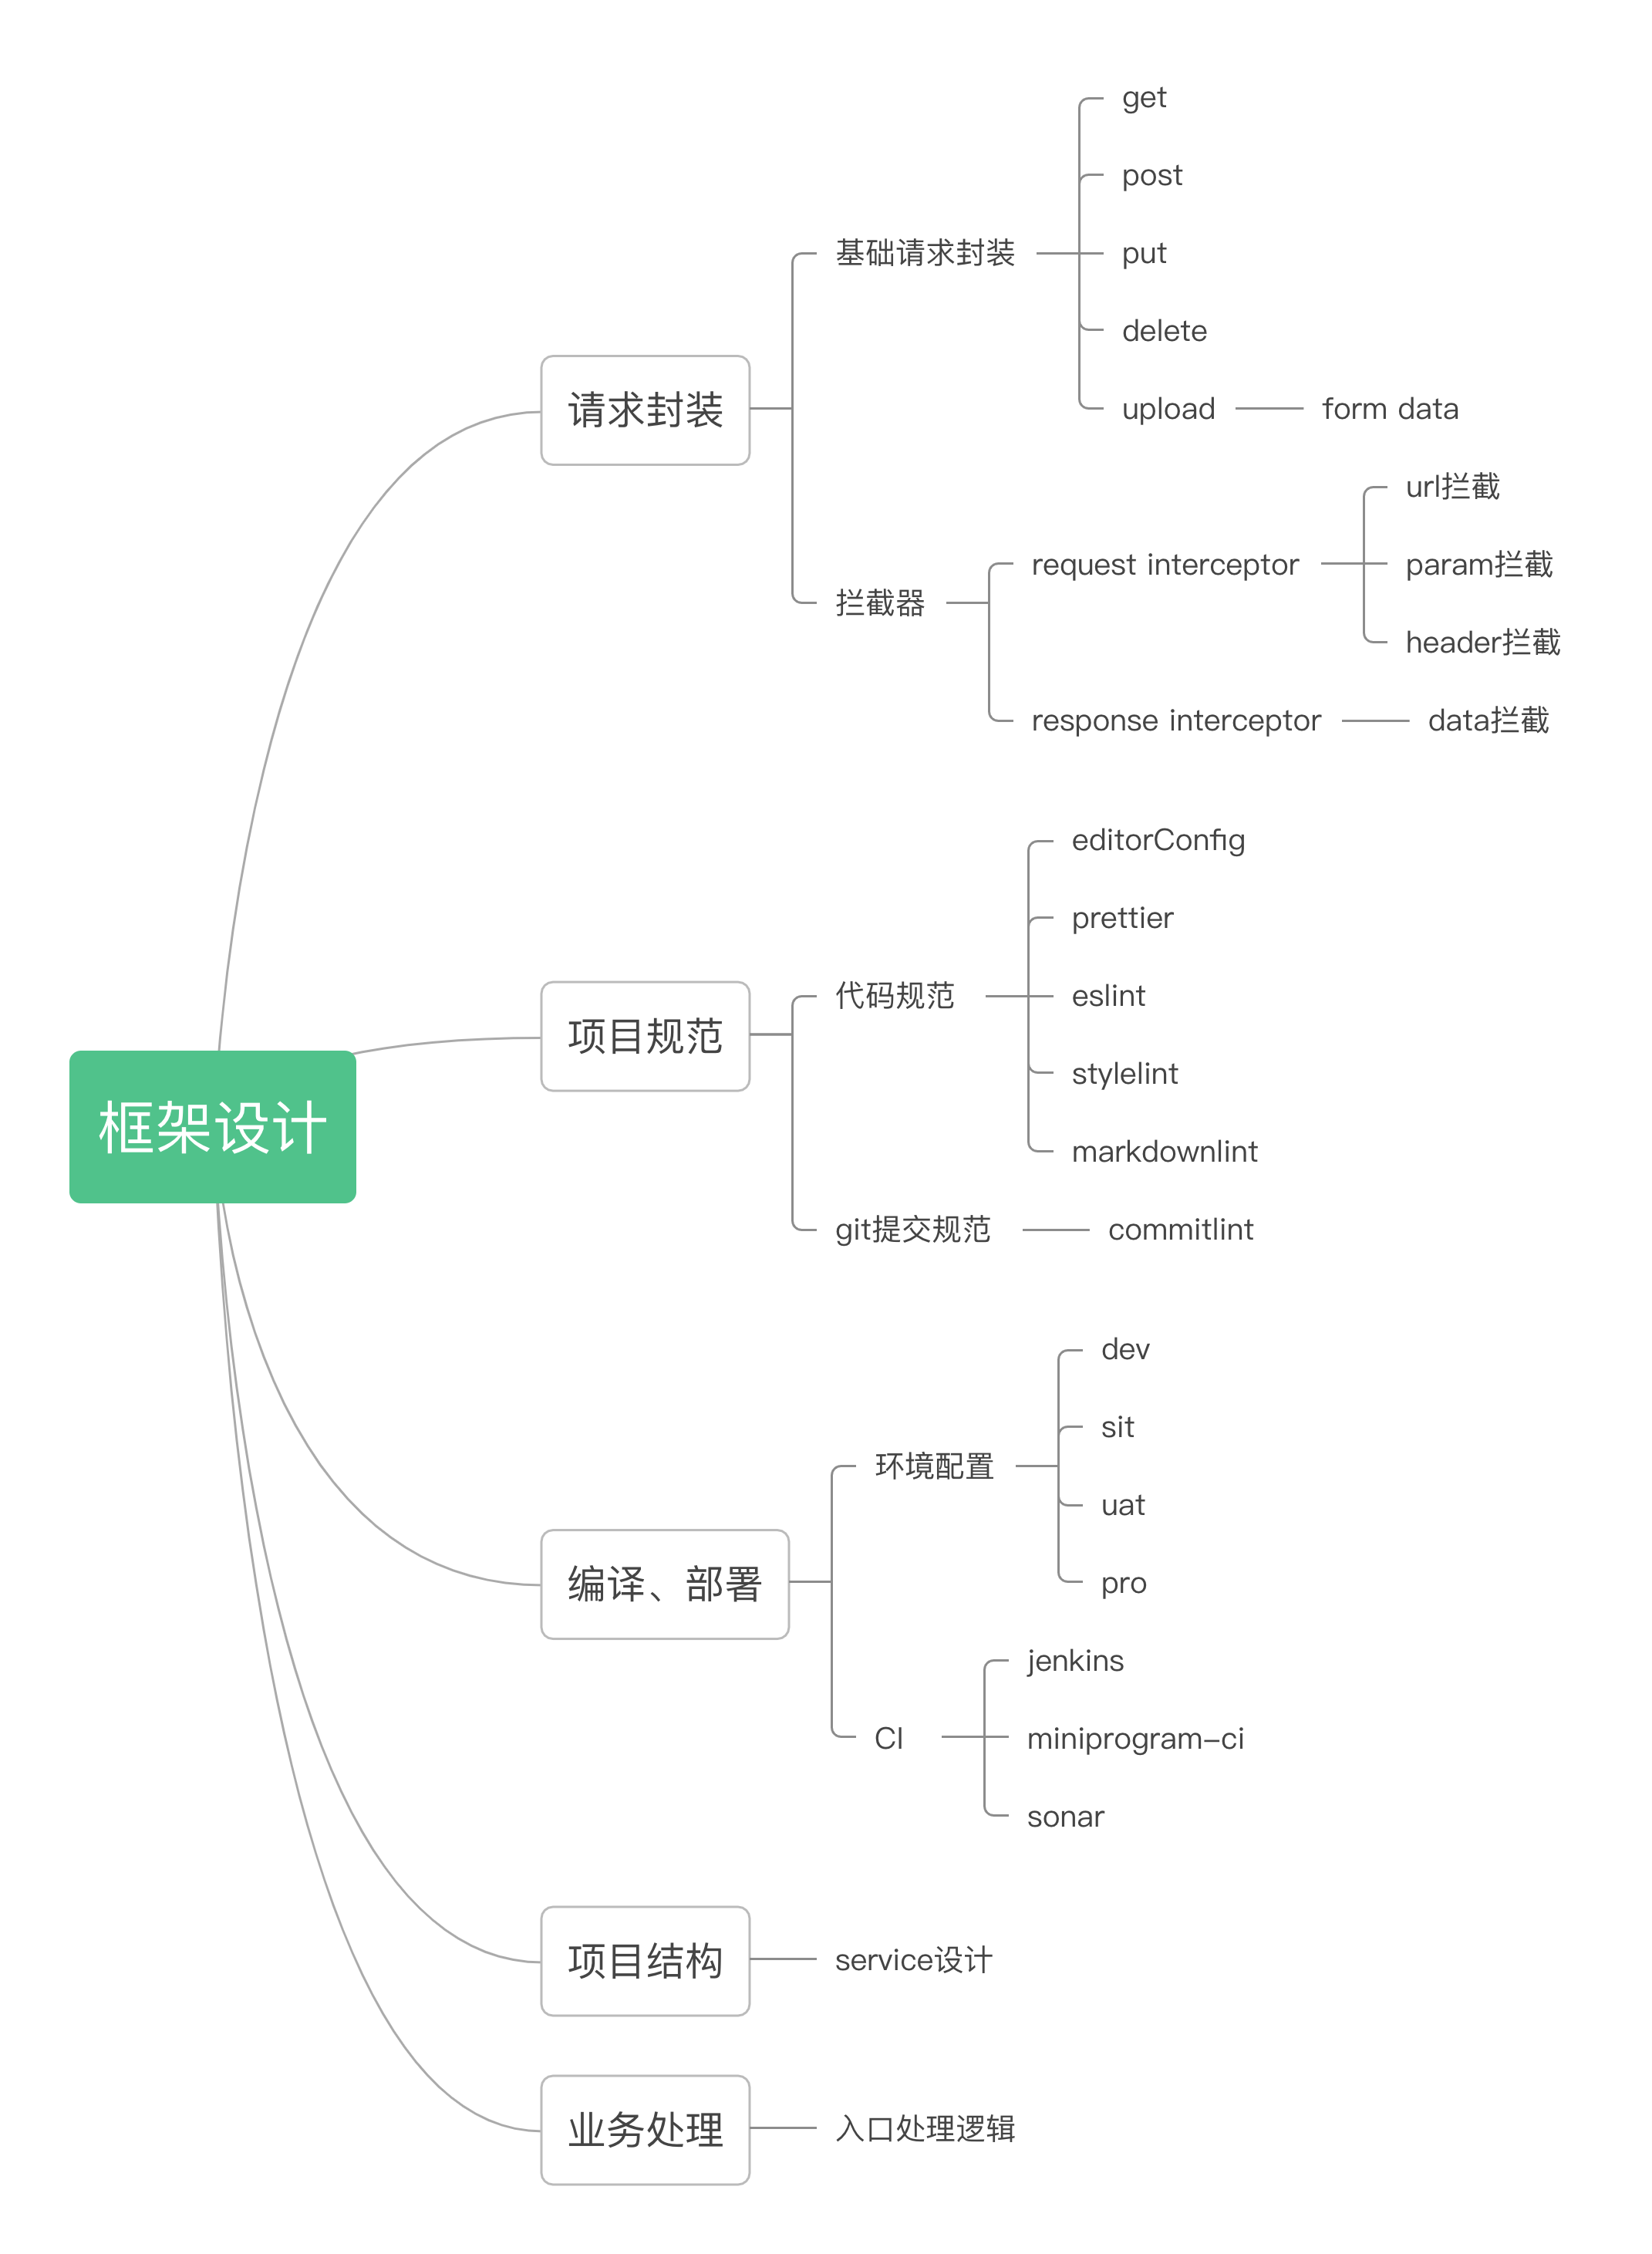 框架设计
请求封装
基础请求封装
get
post
put
delete
upload
form data
拦截器
request interceptor
url拦截
param拦截
header拦截
response interceptor
data拦截
项目规范
代码规范
editorConfig
prettier
eslint
stylelint
markdownlint
git提交规范
commitlint
编译、部署
环境配置
dev
sit
uat
pro
CI
jenkins
miniprogram-ci
sonar
项目结构
service设计
业务处理
入口处理逻辑